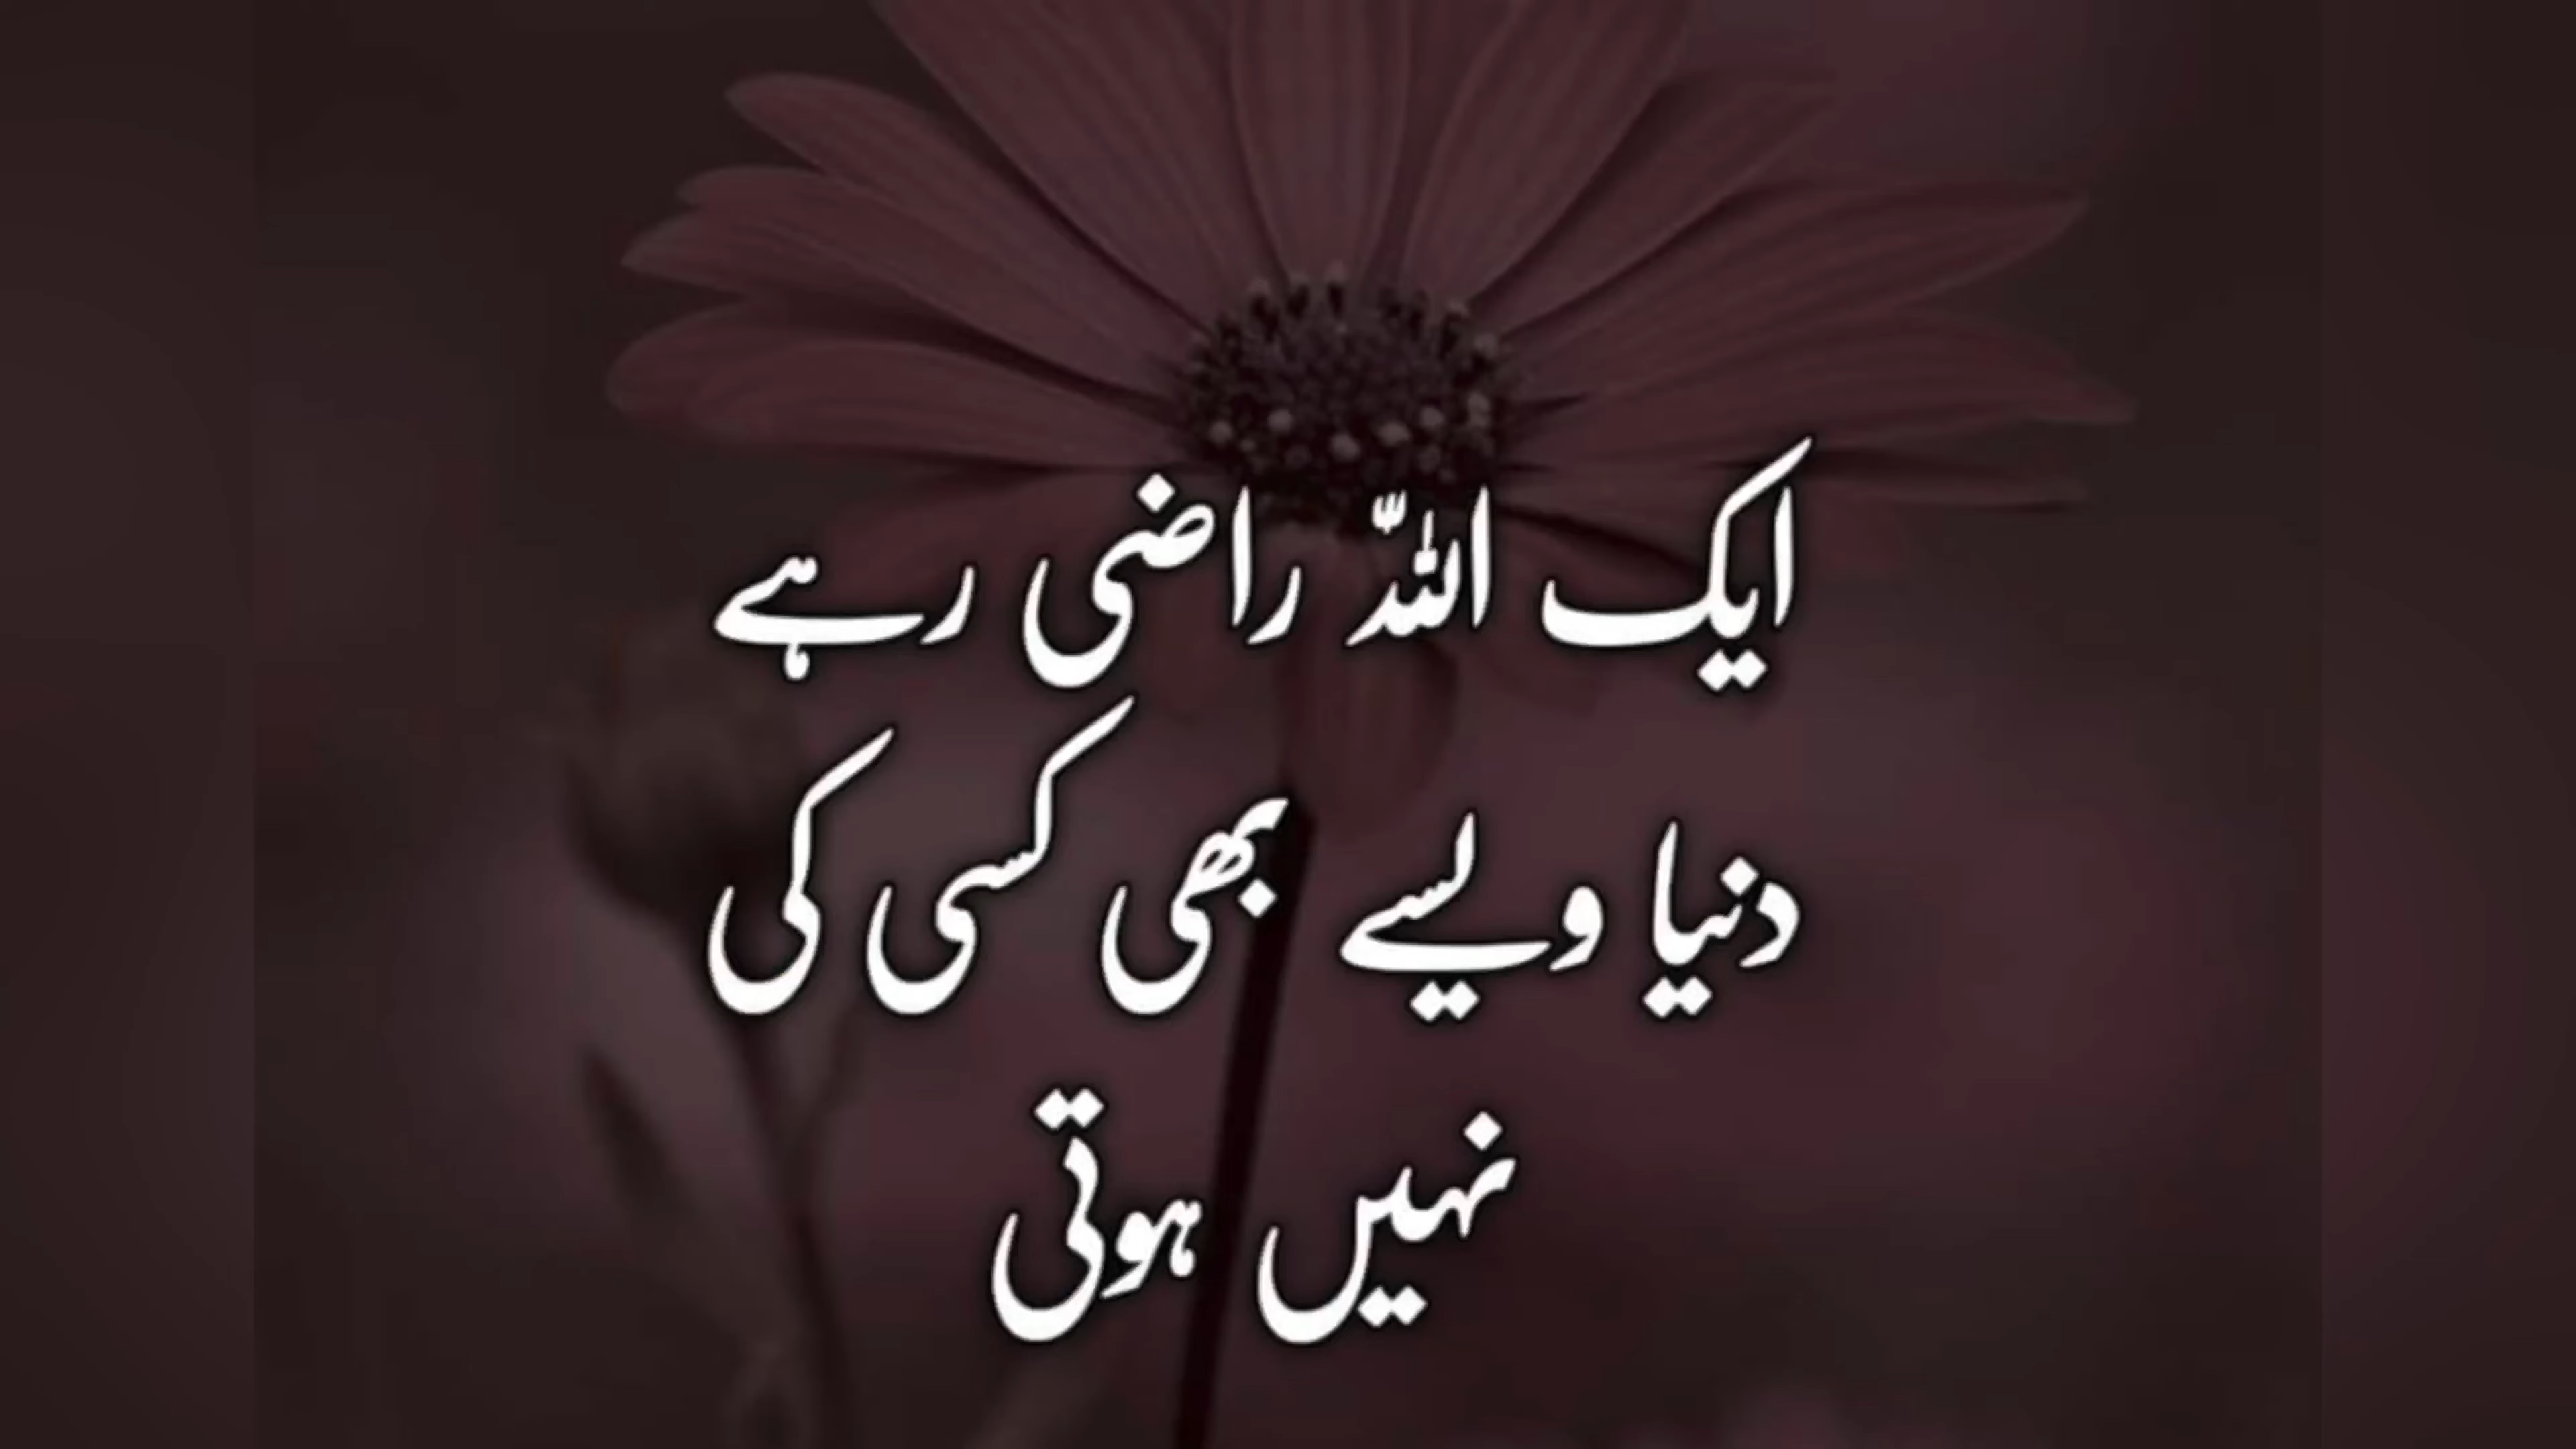 ایک اللہ راضی رہے
دنیا ویسے بھی کسی کی
نہیں ہوتی